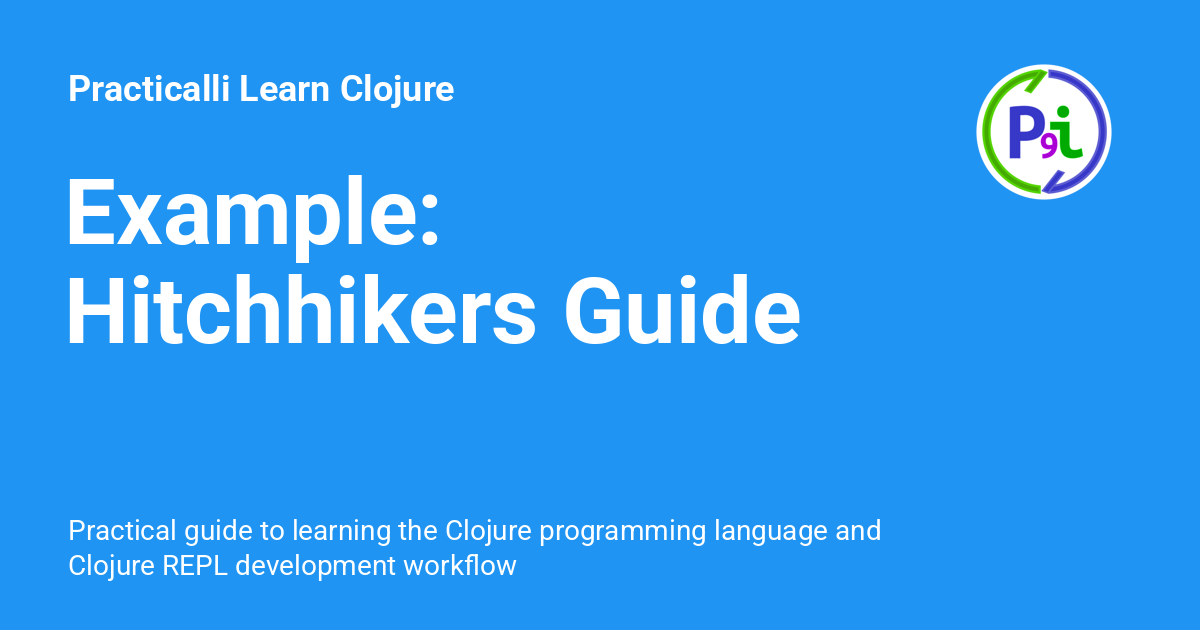 Practicalli Learn Clojure
P9i
Example:
Hitchhikers Guide
Practical guide to learning the Clojure programming language and
Clojure REPL development workflow